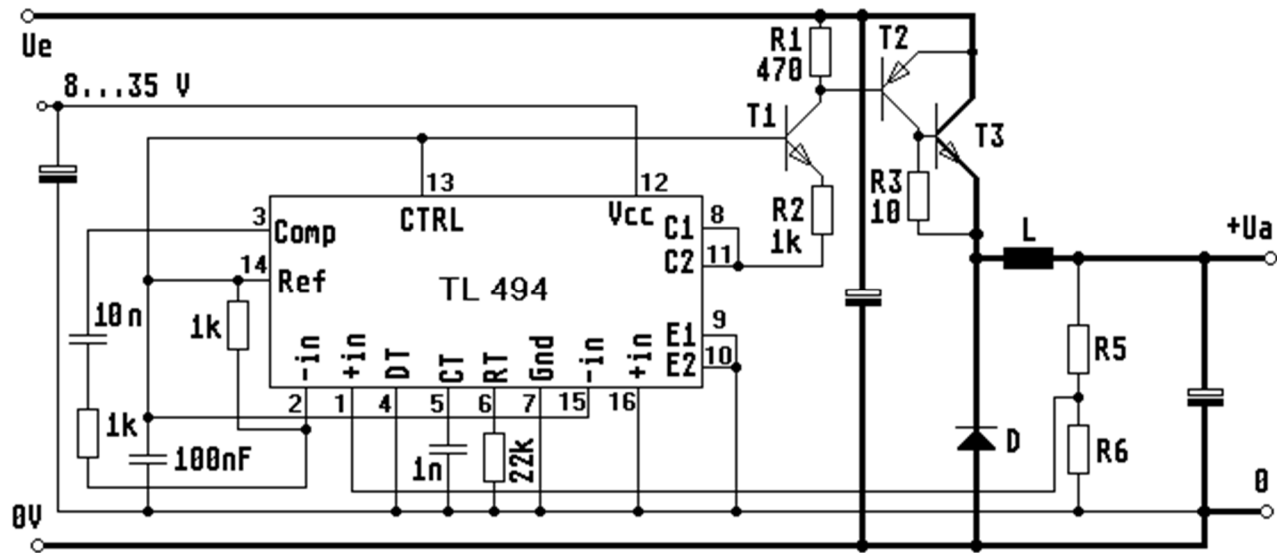 Ue
8...35 V
R1
470
T2
T1
T3
13
12
3
Comp
CTRL
Vcc
C1
8
R2
1k
R3
10
14
Ref
C2
11
L
+Ua
TL 494
10n
1k
-in
+in
DT
CT
RT
Gnd
-in
+in
E1
9
E2
10
R5
2
1
4
5
6
7
15
16
1k
100nF
1n
22k
D
R6
0V
0